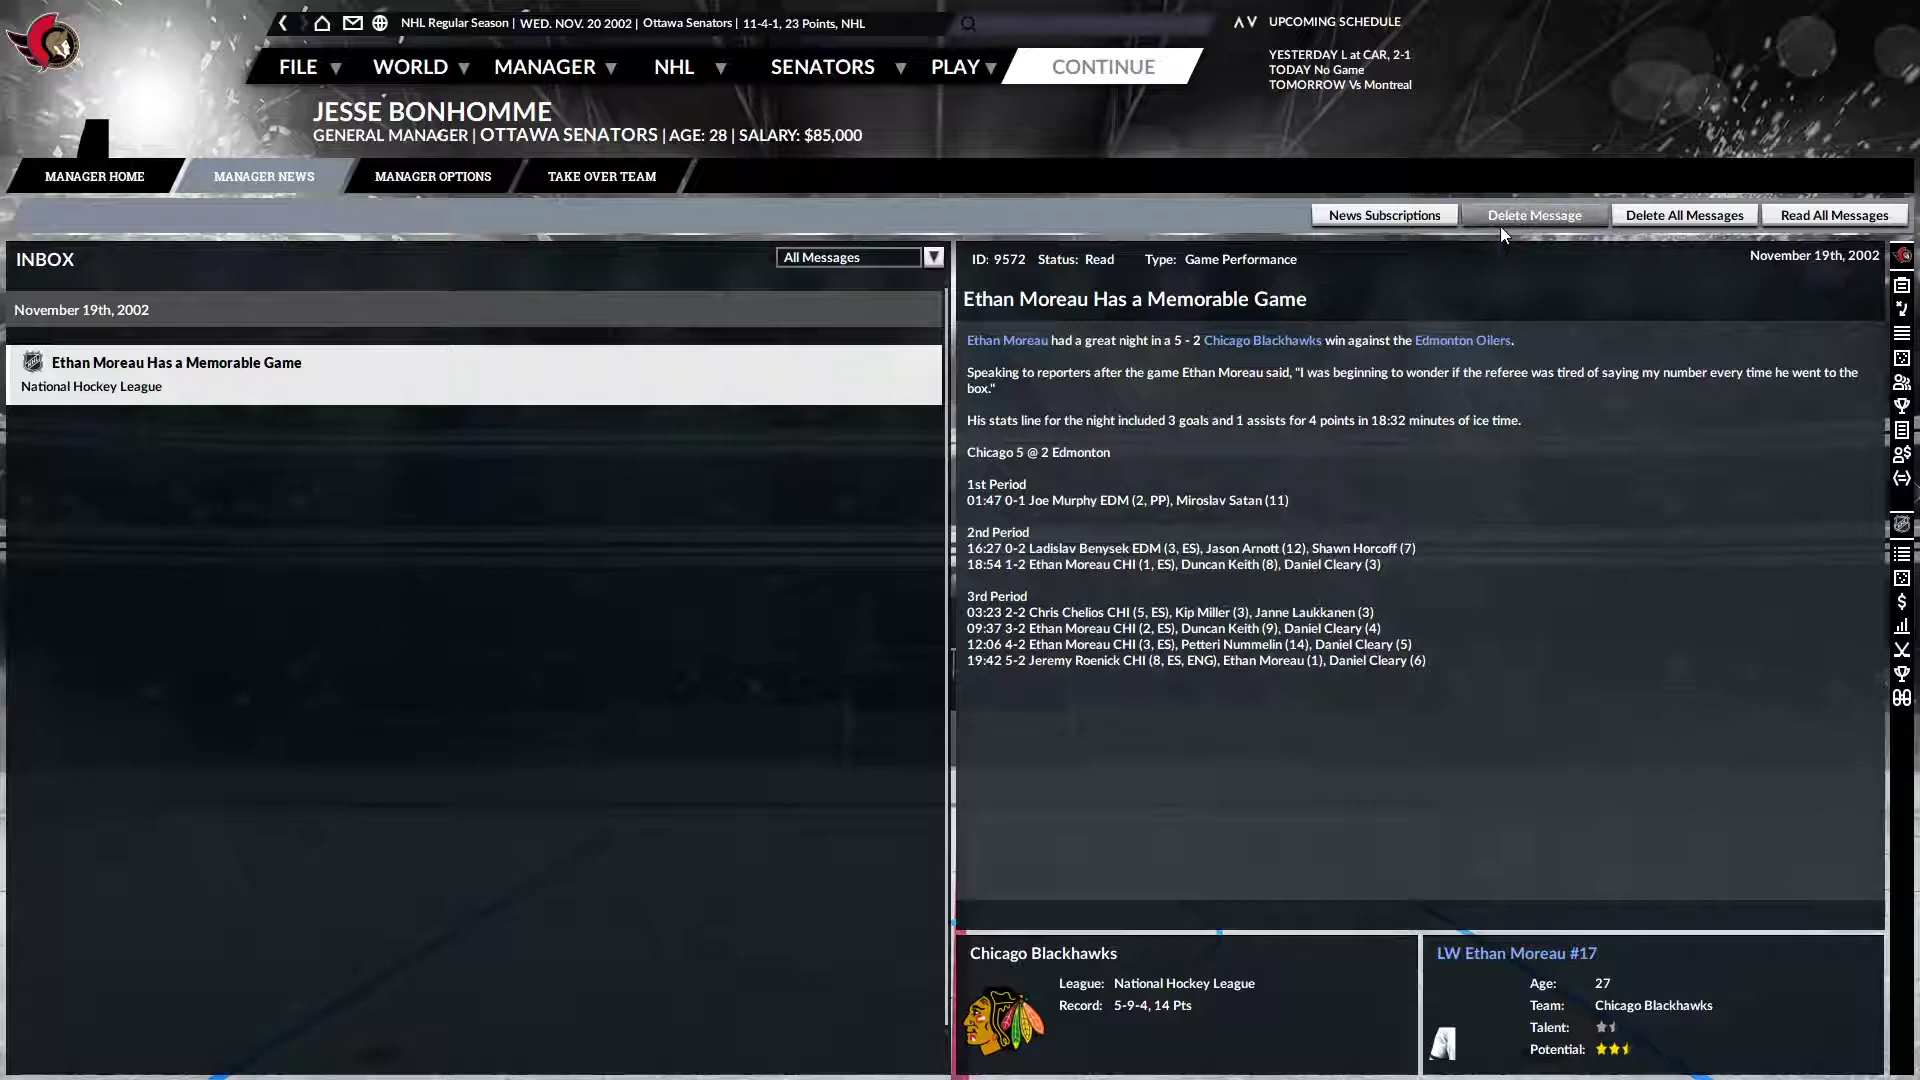 NHL Regular Season | WED. NOV. 20 2002 | Ottawa Senators | 11-4-1, 23 Points, NHL
UPCOMING SCHEDULE
YESTERDAY L at CAR, 2-1
TODAY No Game
TOMORROW Vs Montreal
FILE WORLD MANAGER NHL SENATORS PLAY CONTINUE
JESSE BONHOMME
GENERAL MANAGER | OTTAWA SENATORS | AGE: 28 | SALARY: $85,000
MANAGER HOME MANAGER NEWS MANAGER OPTIONS TAKE OVER TEAM
News Subscriptions Delete Message Delete All Messages Read All Messages
INBOX
All Messages
November 19th, 2002
Ethan Moreau Has a Memorable Game
National Hockey League
ID: 9572 Status: Read Type: Game Performance
November 19th, 2002
Ethan Moreau Has a Memorable Game
Ethan Moreau had a great night in a 5 - 2 Chicago Blackhawks win against the Edmonton Oilers.
Speaking to reporters after the game Ethan Moreau said, "I was beginning to wonder if the referee was tired of saying my number every time he went to the
box."
His stats line for the night included 3 goals and 1 assists for 4 points in 18:32 minutes of ice time.
Chicago 5 @ 2 Edmonton
1st Period
01:47 0-1 Joe Murphy EDM (2, PP), Miroslav Satan (11)
2nd Period
16:27 0-2 Ladislav Benysek EDM (3, ES), Jason Arnott (12), Shawn Horcoff (7)
18:54 1-2 Ethan Moreau CHI (1, ES), Duncan Keith (8), Daniel Cleary (3)
3rd Period
03:23 2-2 Chris Chelios CHI (5, ES), Kip Miller (3), Janne Laukkanen (3)
09:37 3-2 Ethan Moreau CHI (2, ES), Duncan Keith (9), Daniel Cleary (4)
12:06 4-2 Ethan Moreau CHI (3, ES), Petteri Nummelin (14), Daniel Cleary (5)
19:42 5-2 Jeremy Roenick CHI (8, ES, ENG), Ethan Moreau (1), Daniel Cleary (6)
Chicago Blackhawks
League: National Hockey League
Record: 5-9-4, 14 Pts
LW Ethan Moreau #17
Age: 27
Team: Chicago Blackhawks
Talent:
Potential: